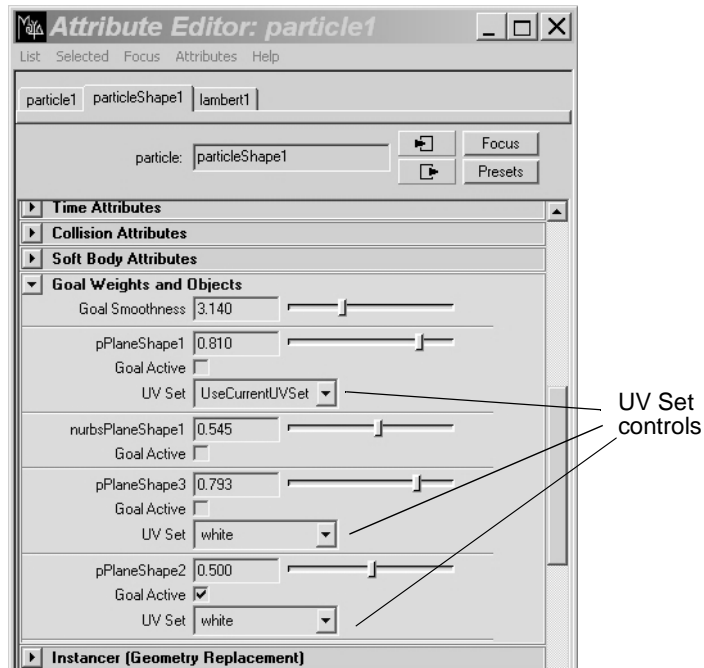 Maya Attribute Editor: particle1
List Selected Focus Attributes Help
particle1 particleShape1 lambert1
particle: particleShape1 Focus
Presets
Time Attributes
Collision Attributes
Soft Body Attributes
Goal Weights and Objects
Goal Smoothness 3.140
pPlaneShape1 0.810
Goal Active
UV Set UseCurrentUVSet
nurbsPlaneShape1 0.545
Goal Active
pPlaneShape3 0.793
Goal Active
UV Set white
pPlaneShape2 0.500
Goal Active
UV Set white
Instancer (Geometry Replacement)
UV Set
controls